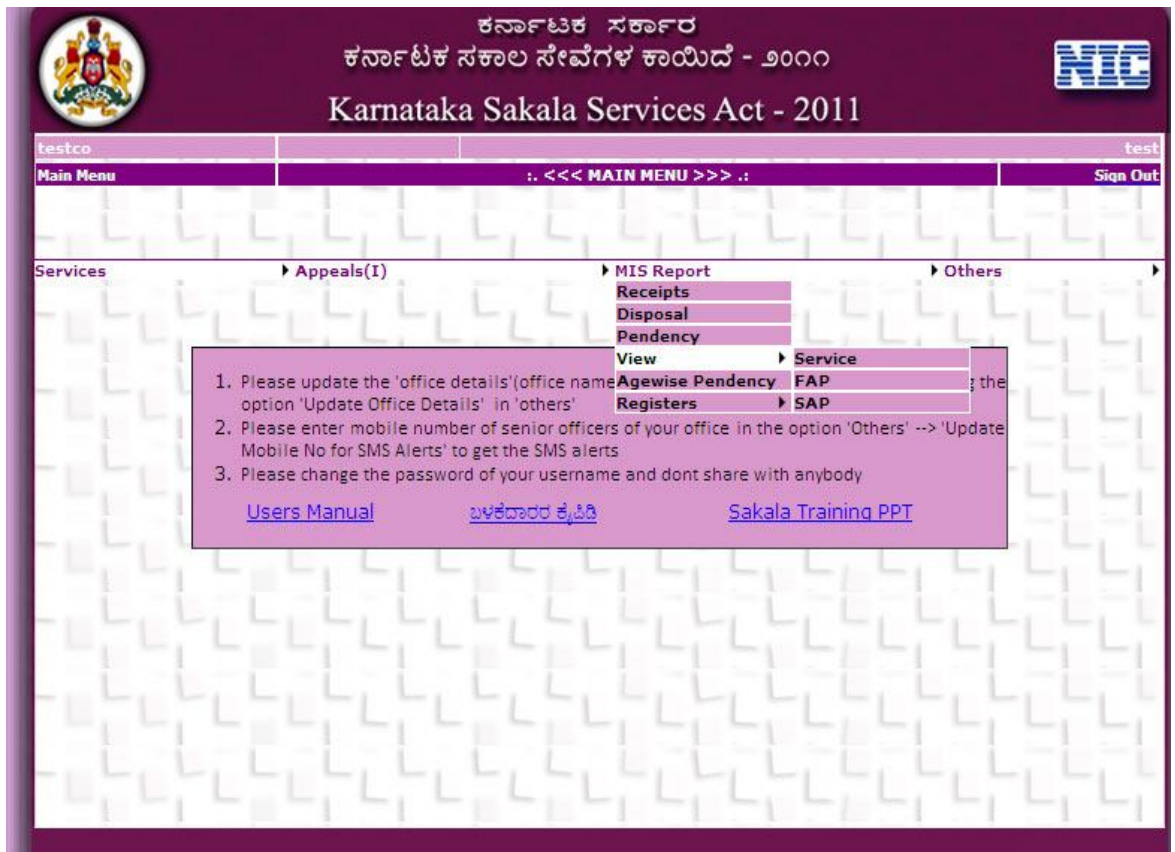 ಕರ್ನಾಟಕ ಸರ್ಕಾರ
ಕರ್ನಾಟಕ ಸಕಾಲ ಸೇವೆಗಳ ಕಾಯಿದೆ - ೨೦೧೧
NIC
Karnataka Sakala Services Act - 2011
testco test
Main Menu :. <<< MAIN MENU >>> .: Sign Out
Services Appeals(I) MIS Report Others
Receipts
Disposal
Pendency
View Service
Agewise Pendency FAP
Registers SAP
1. Please update the 'office details'(office name the
option 'Update Office Details' in 'others'
2. Please enter mobile number of senior officers of your office in the option 'Others' --> 'Update
Mobile No for SMS Alerts' to get the SMS alerts
3. Please change the password of your username and dont share with anybody
Users Manual ಬಳಕೆದಾರರ ಕೈಪಿಡಿ Sakala Training PPT